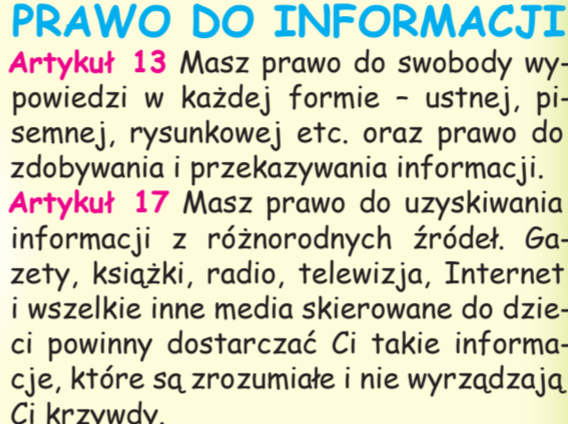 PRAWO DO INFORMACJI
Artykuł 13 Masz prawo do swobody wy-
powiedzi w każdej formie – ustnej, pi-
semnej, rysunkowej etc. oraz prawo do
zdobywania i przekazywania informacji.
Artykuł 17 Masz prawo do uzyskiwania
informacji z różnorodnych źródeł. Ga-
zety, książki, radio, telewizja, Internet
i wszelkie inne media skierowane do dzie-
ci powinny dostarczać Ci takie informa-
cje, które są zrozumiałe i nie wyrządzają
Ci krzywdy.